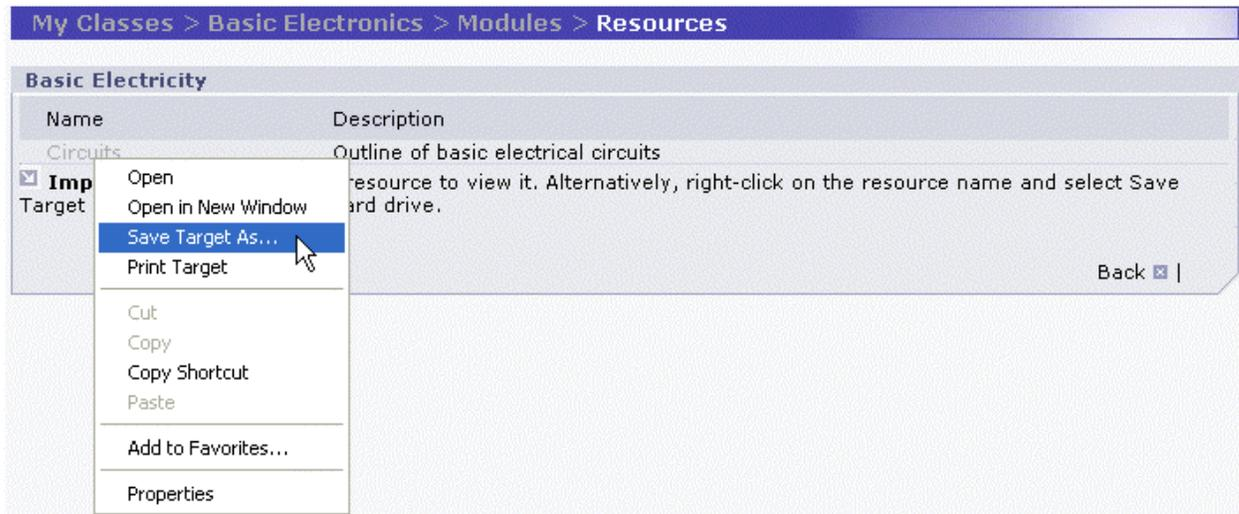 My Classes > Basic Electronics > Modules > Resources
Basic Electricity
Name Description
Circuits Outline of basic electrical circuits
Imp resource to view it. Alternatively, right-click on the resource name and select Save
Target ard drive.
Back |
Open
Open in New Window
Save Target As...
Print Target
Cut
Copy
Copy Shortcut
Paste
Add to Favorites...
Properties